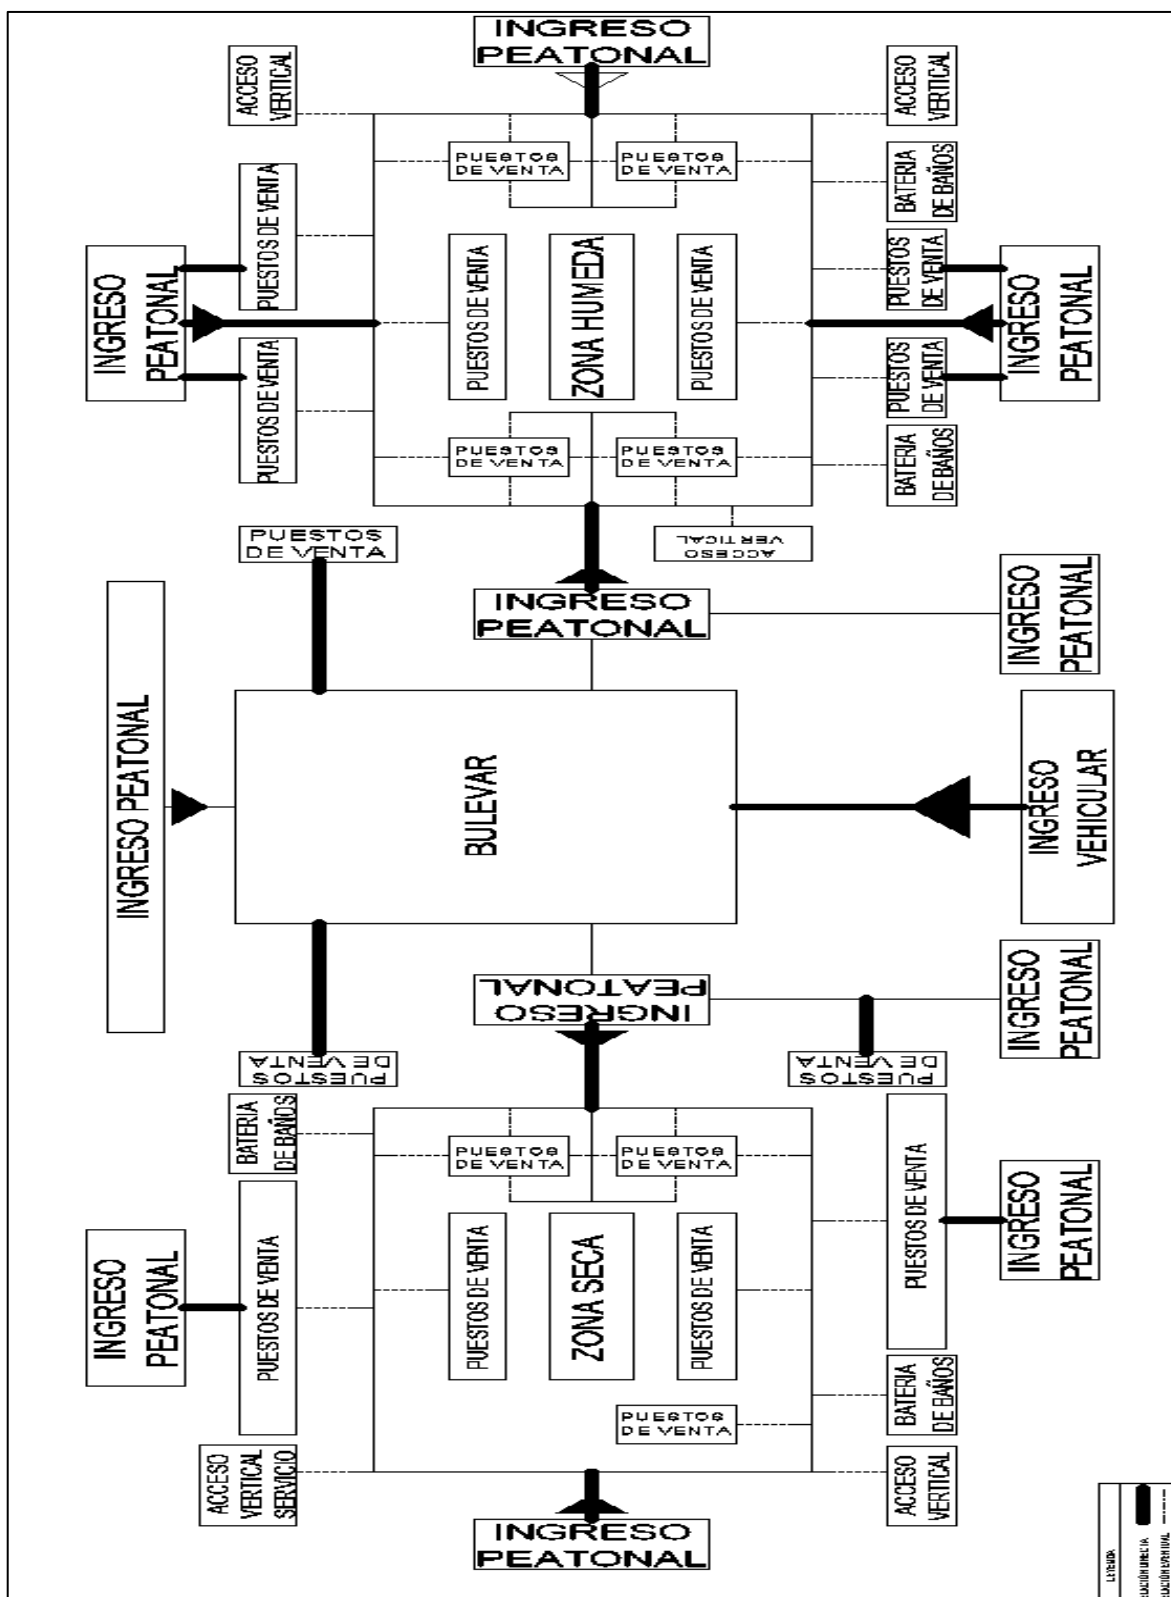 INGRESO
PEATONAL
ACCESO
VERTICAL
ACCESO
VERTICAL
PUESTOS
DE VENTA
PUESTOS
DE VENTA
BATERIA
DE BAÑOS
PUESTOS DE VENTA
INGRESO
PEATONAL
PUESTOS DE VENTA
ZONA HUMEDA
PUESTOS DE VENTA
PUESTOS
DE VENTA
INGRESO
PEATONAL
PUESTOS DE VENTA
PUESTOS
DE VENTA
PUESTOS
DE VENTA
PUESTOS
DE VENTA
BATERIA
DE BAÑOS
PUESTOS
DE VENTA
ACCESO
VERTICAL
INGRESO
PEATONAL
INGRESO
PEATONAL
INGRESO PEATONAL
BULEVAR
INGRESO
VEHICULAR
INGRESO
PEATONAL
INGRESO
PEATONAL
PUESTOS
DE VENTA
PUESTOS
DE VENTA
BATERIA
DE BAÑOS
PUESTOS
DE VENTA
PUESTOS
DE VENTA
PUESTOS DE VENTA
INGRESO
PEATONAL
INGRESO
PEATONAL
PUESTOS DE VENTA
PUESTOS DE VENTA
ZONA SECA
PUESTOS DE VENTA
PUESTOS
DE VENTA
BATERIA
DE BAÑOS
ACCESO
VERTICAL
SERVICIO
ACCESO
VERTICAL
INGRESO
PEATONAL
LEYENDA